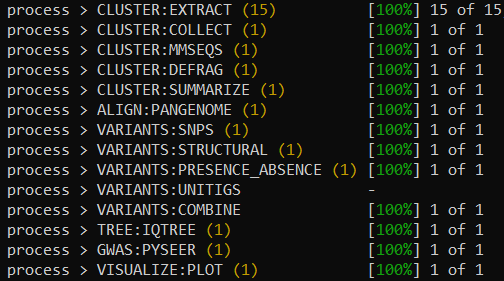 process > CLUSTER:EXTRACT (15) [100%] 15 of 15
process > CLUSTER:COLLECT (1) [100%] 1 of 1
process > CLUSTER:MMSEQS (1) [100%] 1 of 1
process > CLUSTER:DEFRAG (1) [100%] 1 of 1
process > CLUSTER:SUMMARIZE (1) [100%] 1 of 1
process > ALIGN:PANGENOME (1) [100%] 1 of 1
process > VARIANTS:SNPS (1) [100%] 1 of 1
process > VARIANTS:STRUCTURAL (1) [100%] 1 of 1
process > VARIANTS:PRESENCE_ABSENCE (1) [100%] 1 of 1
process > VARIANTS:UNITIGS -
process > VARIANTS:COMBINE [100%] 1 of 1
process > TREE:IQTREE (1) [100%] 1 of 1
process > GWAS:PYSEER (1) [100%] 1 of 1
process > VISUALIZE:PLOT (1) [100%] 1 of 1